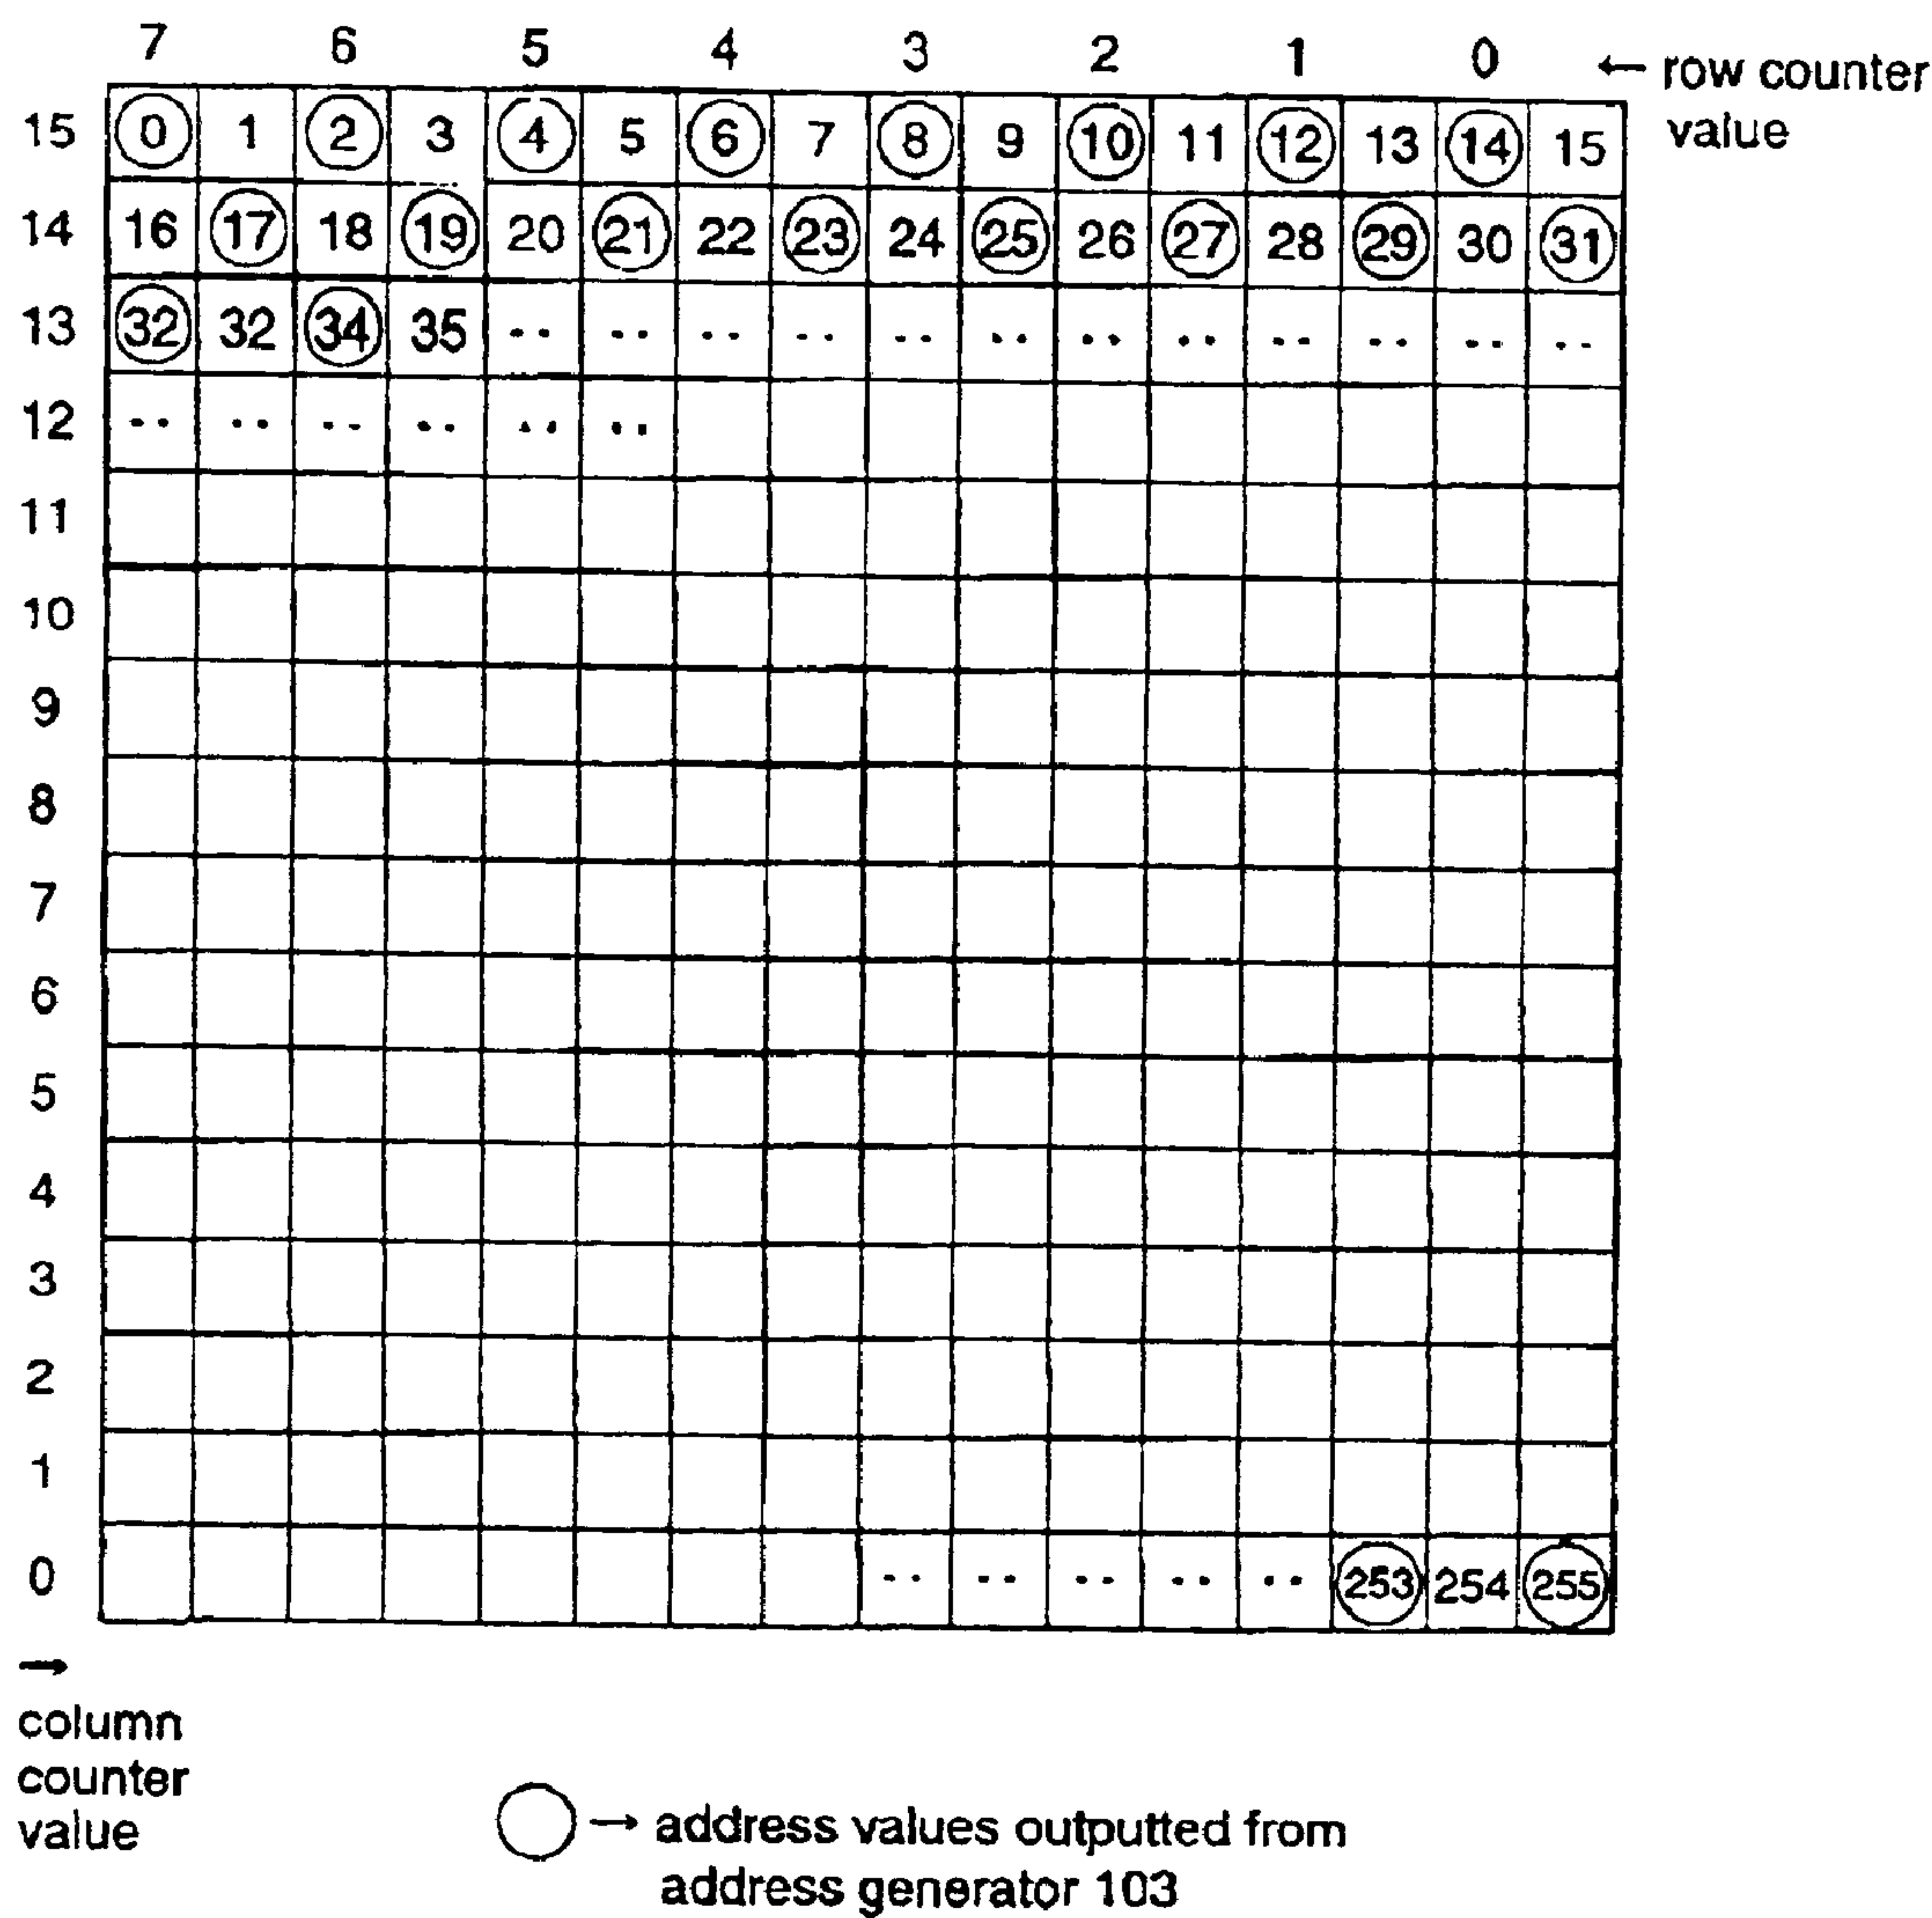 7 6 5 4 3 2 1 0 ← row counter
value
15 0 1 2 3 4 5 6 7 8 9 10 11 12 13 14 15
14 16 17 18 19 20 21 22 23 24 25 26 27 28 29 30 31
13 32 32 34 35 .. .. .. .. .. .. .. .. .. .. .. ..
12 .. .. .. .. .. ..
11
10
9
8
7
6
5
4
3
2
1
0 .. .. .. .. .. 253 254 255
→
column
counter
value
→ address values outputted from
address generator 103